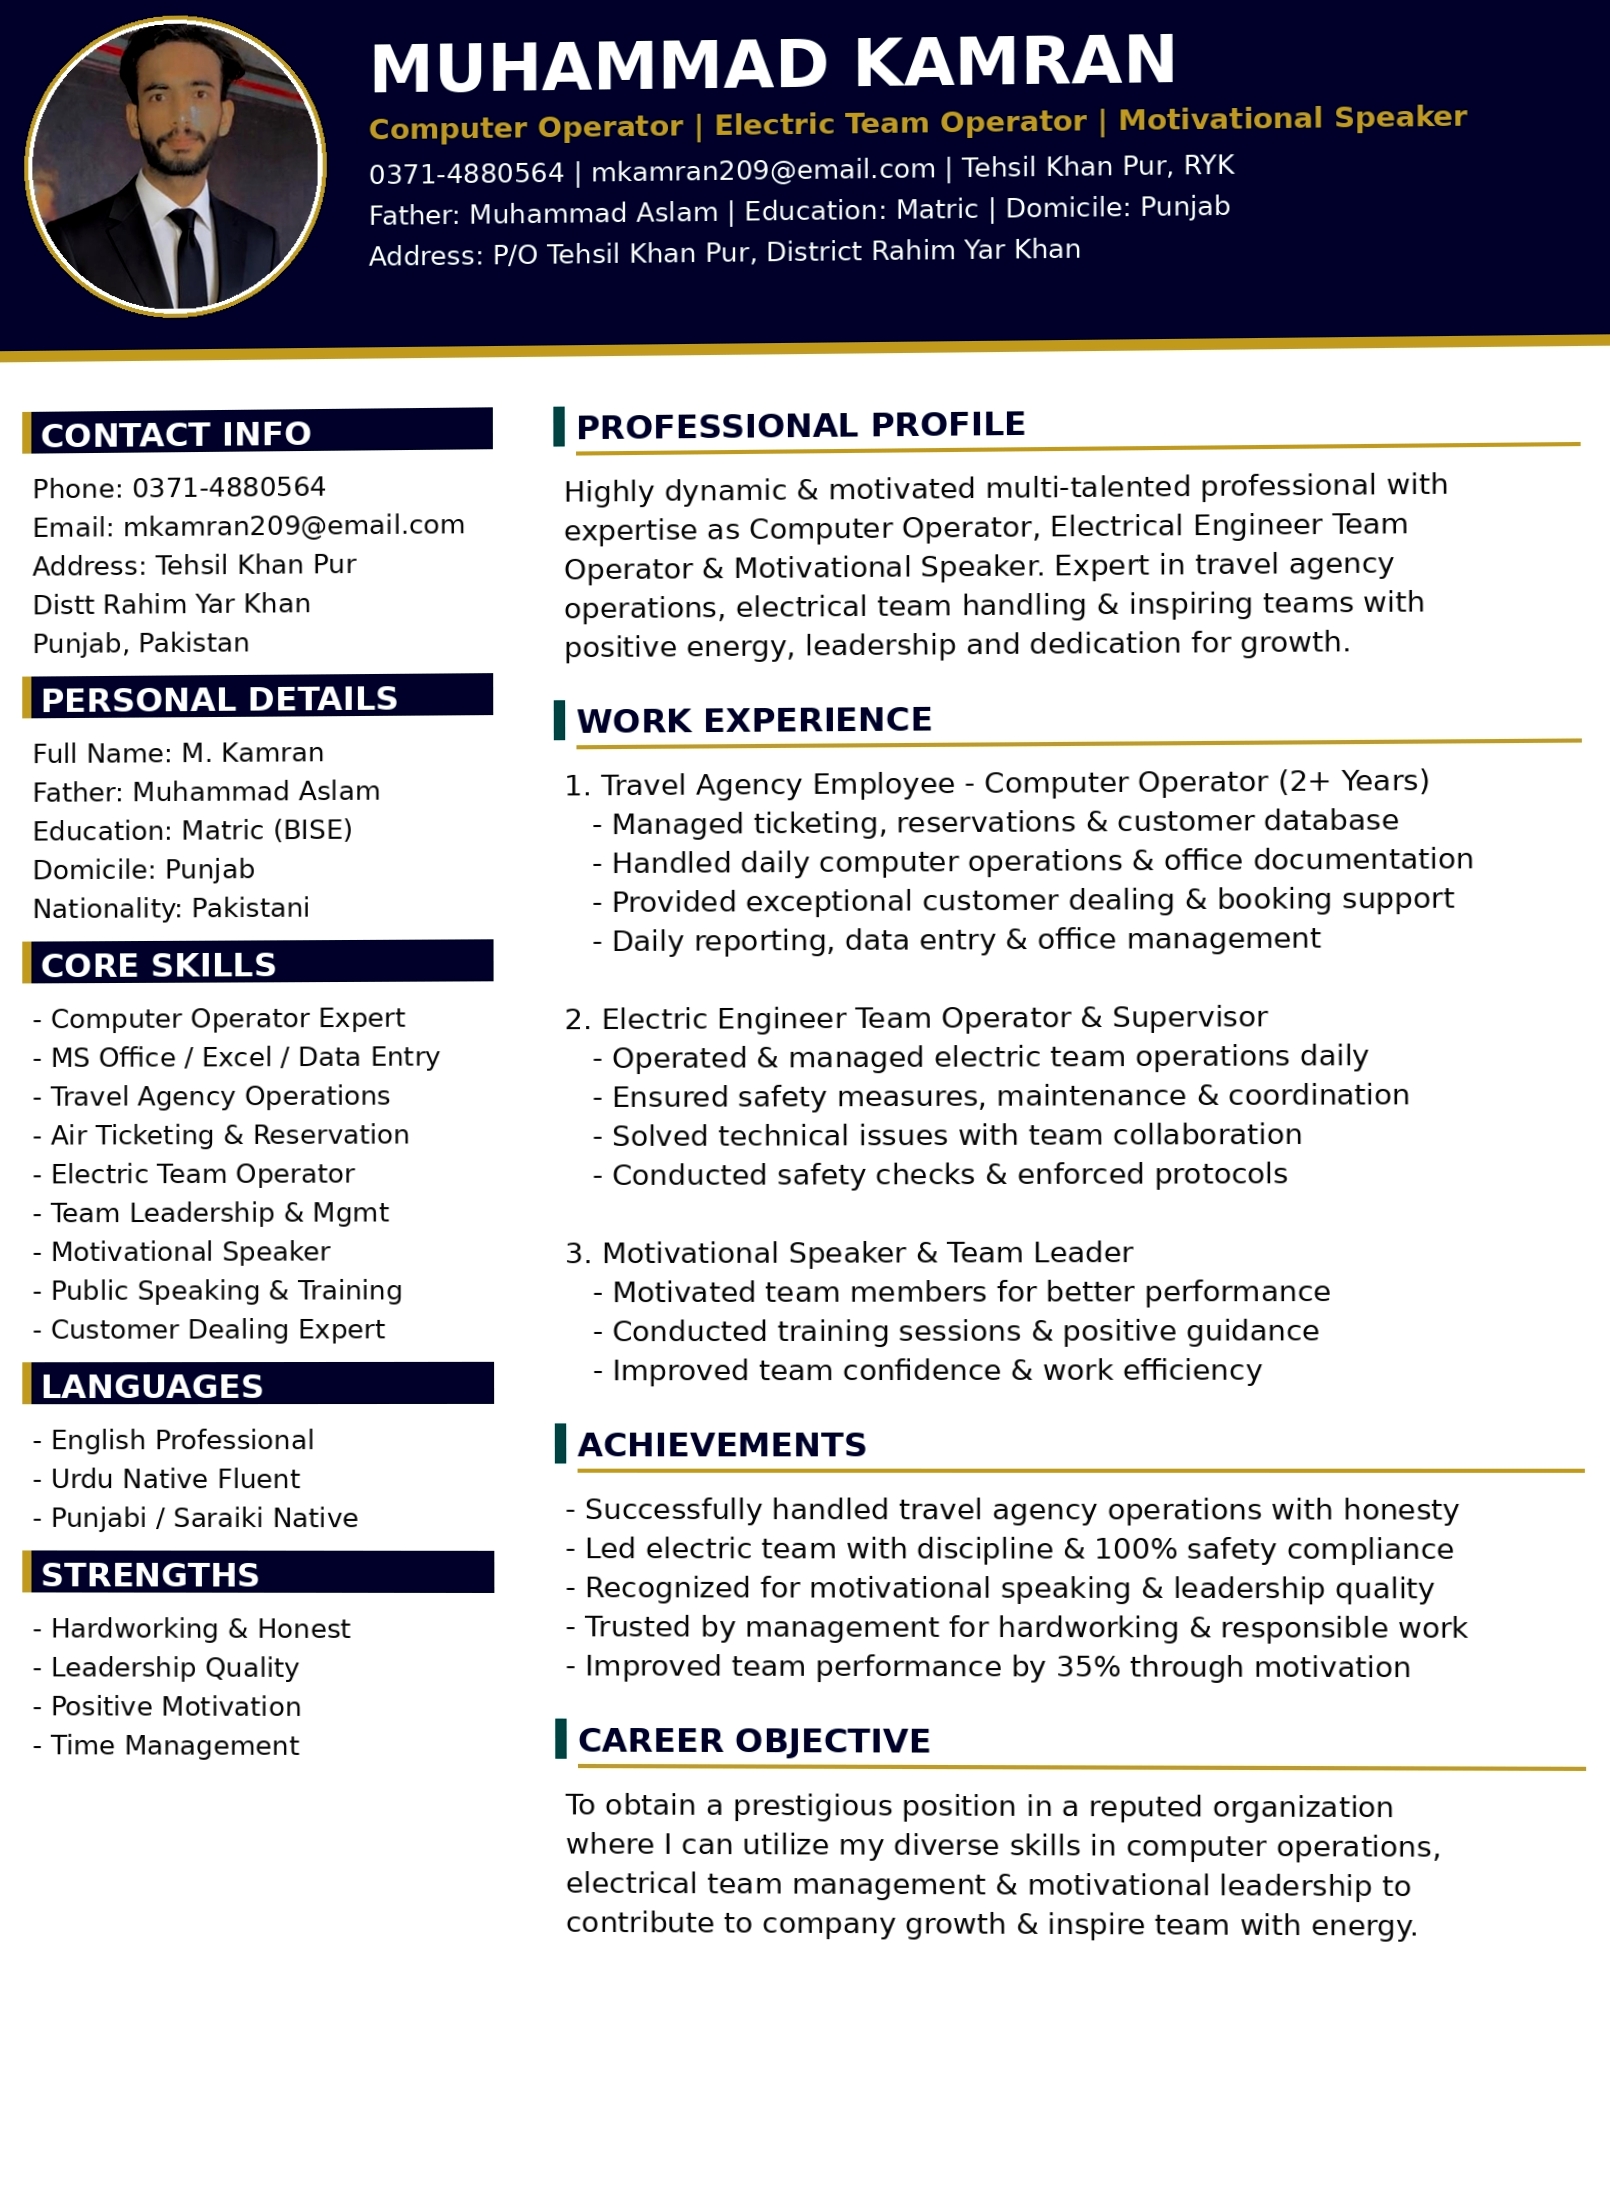 MUHAMMAD KAMRAN
Computer Operator | Electric Team Operator | Motivational Speaker
0371-4880564 | mkamran209@email.com | Tehsil Khan Pur, RYK
Father: Muhammad Aslam | Education: Matric | Domicile: Punjab
Address: P/O Tehsil Khan Pur, District Rahim Yar Khan
CONTACT INFO
Phone: 0371-4880564
Email: mkamran209@email.com
Address: Tehsil Khan Pur
Distt Rahim Yar Khan
Punjab, Pakistan
PERSONAL DETAILS
Full Name: M. Kamran
Father: Muhammad Aslam
Education: Matric (BISE)
Domicile: Punjab
Nationality: Pakistani
CORE SKILLS
- Computer Operator Expert
- MS Office / Excel / Data Entry
- Travel Agency Operations
- Air Ticketing & Reservation
- Electric Team Operator
- Team Leadership & Mgmt
- Motivational Speaker
- Public Speaking & Training
- Customer Dealing Expert
LANGUAGES
- English Professional
- Urdu Native Fluent
- Punjabi / Saraiki Native
STRENGTHS
- Hardworking & Honest
- Leadership Quality
- Positive Motivation
- Time Management
PROFESSIONAL PROFILE
Highly dynamic & motivated multi-talented professional with
expertise as Computer Operator, Electrical Engineer Team
Operator & Motivational Speaker. Expert in travel agency
operations, electrical team handling & inspiring teams with
positive energy, leadership and dedication for growth.
WORK EXPERIENCE
1. Travel Agency Employee - Computer Operator (2+ Years)
- Managed ticketing, reservations & customer database
- Handled daily computer operations & office documentation
- Provided exceptional customer dealing & booking support
- Daily reporting, data entry & office management
2. Electric Engineer Team Operator & Supervisor
- Operated & managed electric team operations daily
- Ensured safety measures, maintenance & coordination
- Solved technical issues with team collaboration
- Conducted safety checks & enforced protocols
3. Motivational Speaker & Team Leader
- Motivated team members for better performance
- Conducted training sessions & positive guidance
- Improved team confidence & work efficiency
ACHIEVEMENTS
- Successfully handled travel agency operations with honesty
- Led electric team with discipline & 100% safety compliance
- Recognized for motivational speaking & leadership quality
- Trusted by management for hardworking & responsible work
- Improved team performance by 35% through motivation
CAREER OBJECTIVE
To obtain a prestigious position in a reputed organization
where I can utilize my diverse skills in computer operations,
electrical team management & motivational leadership to
contribute to company growth & inspire team with energy.